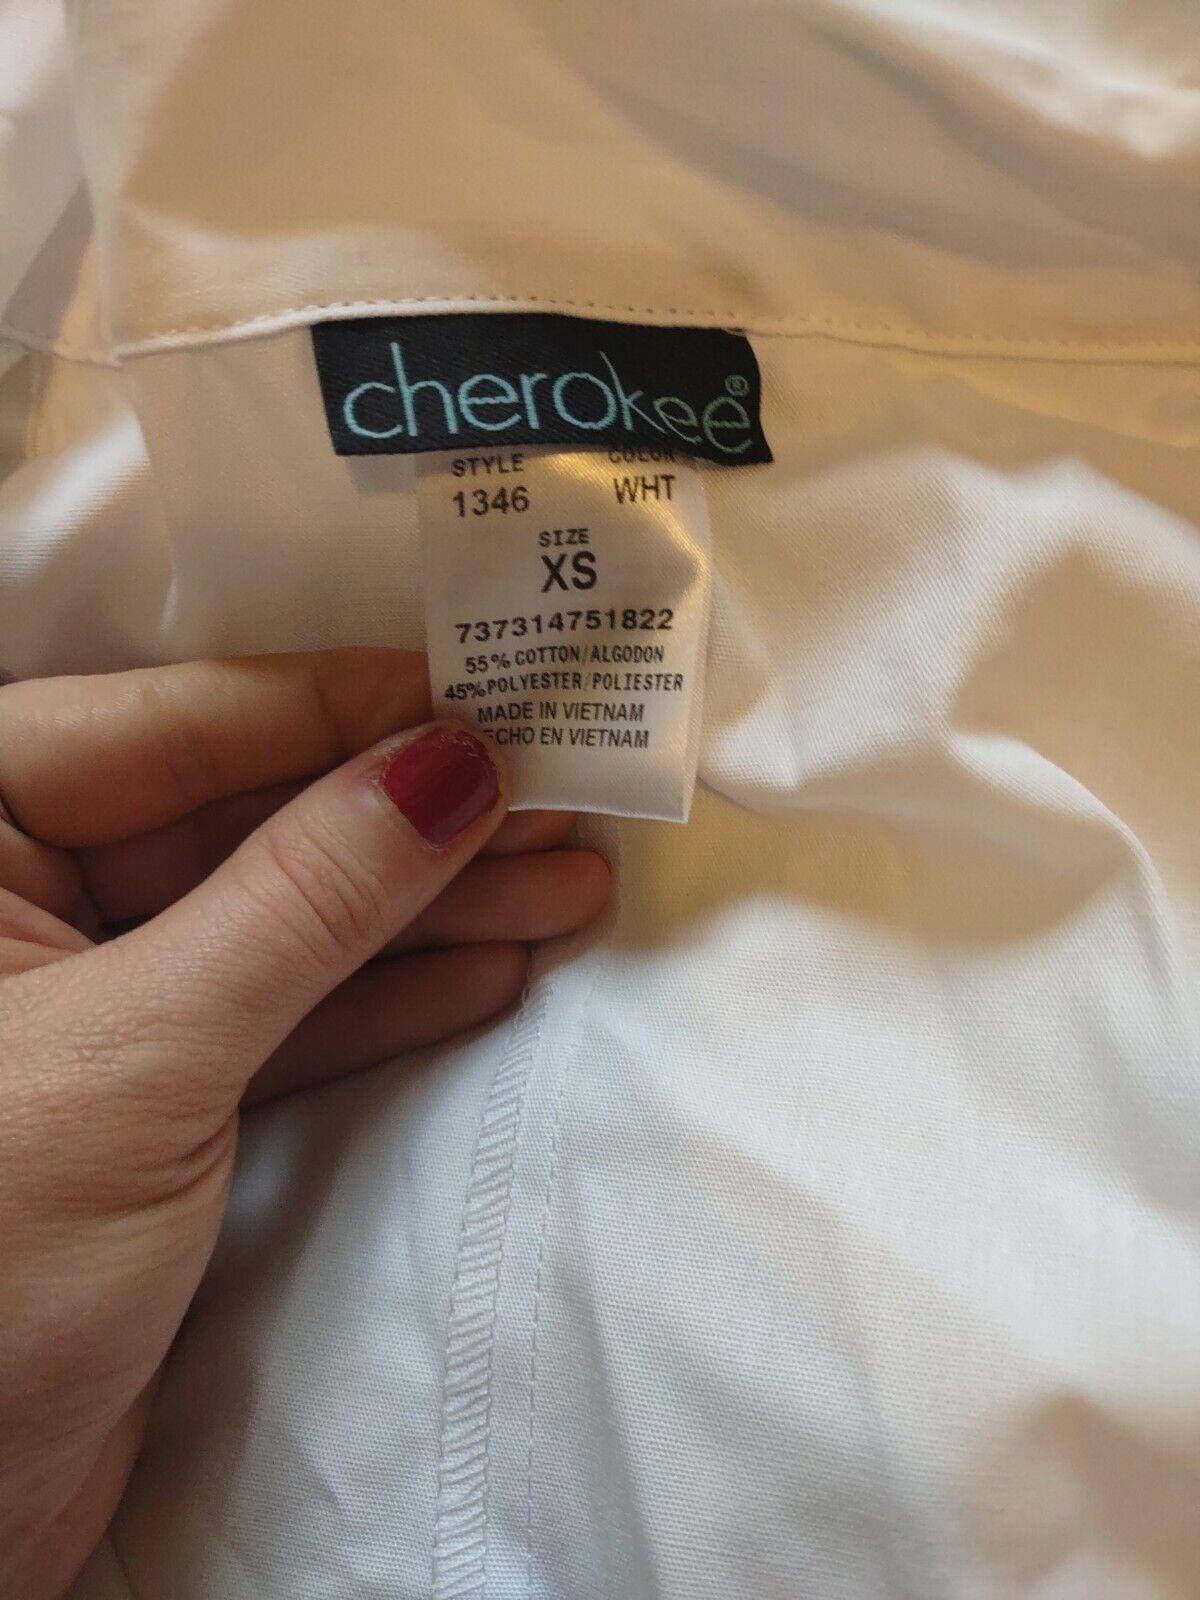 cherokee®
STYLE COLOR
1346 WHT
SIZE
XS
737314751822
55% COTTON/ALGODON
45%POLYESTER/POLIESTER
MADE IN VIETNAM
ECHO EN VIETNAM